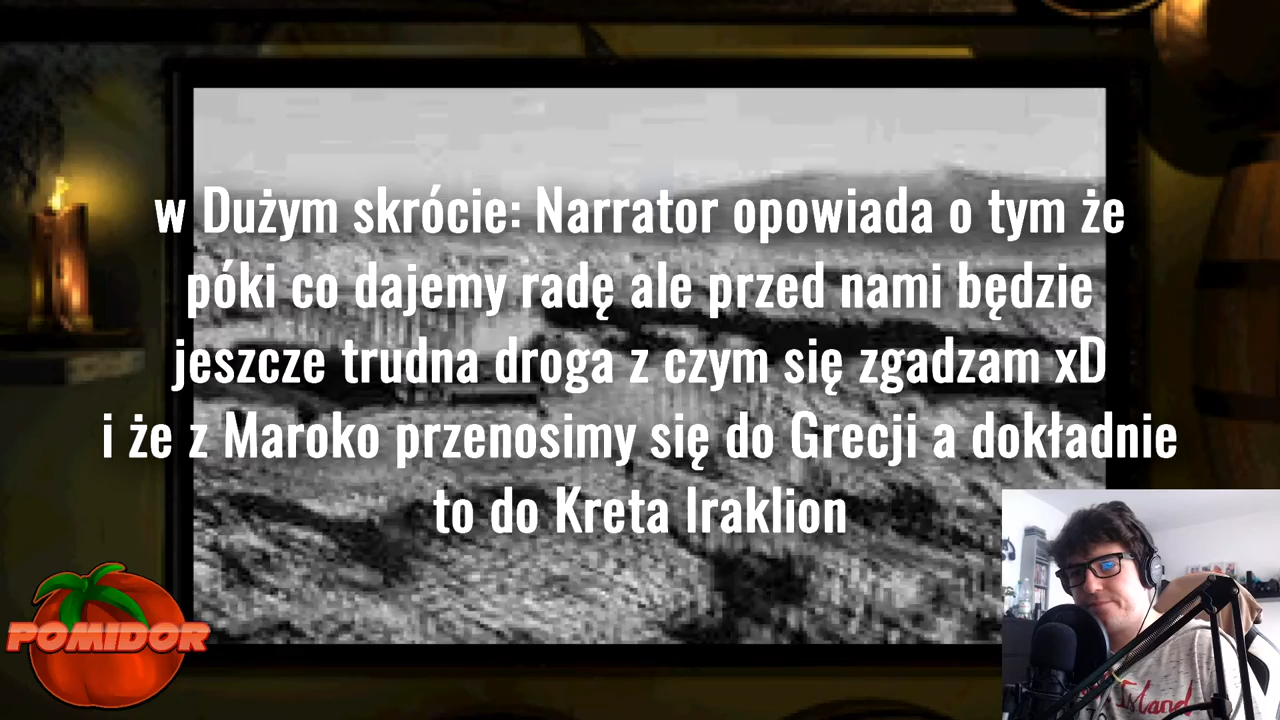 w Dużym skrócie: Narrator opowiada o tym że
póki co dajemy radę ale przed nami będzie
jeszcze trudna droga z czym się zgadzam xD
i że z Maroko przenosimy się do Grecji a dokładnie
to do Kreta Iraklion
POMIDOR
Island